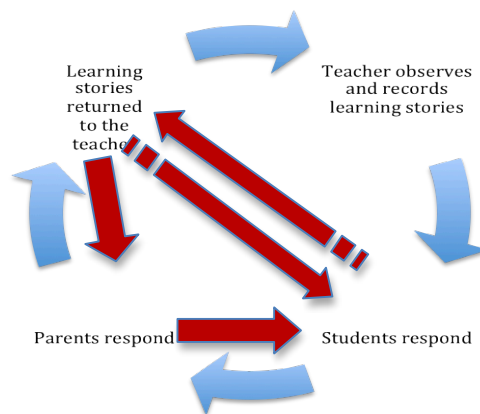 Learning
stories
returned
to the
teache
Teacher observes
and records
learning stories
Parents respond
Students respond